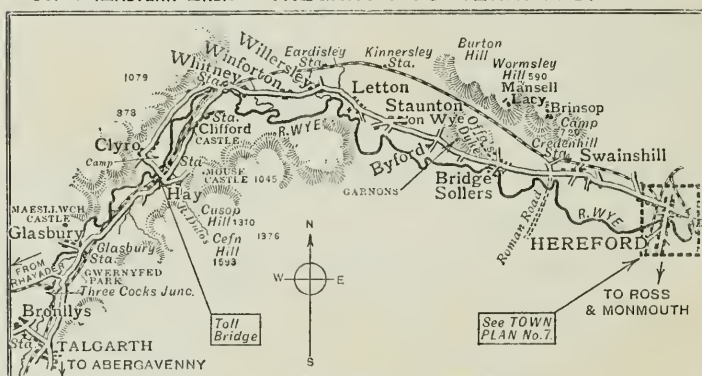 Eardisley
Sta.
Kinnersley
Sta.
Burton
Hill
Wormsley
Hill 590
Mansell
Lacy
Brinsop
Camp
Credenhill
Sta.
Swainshill
Willersley
Winforton
Whitney
Sta.
Letton
Staunton
on Wye
Offa's
Dyke
1079
878
Sta.
Clifford
CASTLE
R. WYE
Clyro
Camp
Sta.
MOUSE
CASTLE 1045
Hay
Byford
GARNONS
Bridge
Sollers
Roman Road
R. WYE
HEREFORD
MAESLLWCH
CASTLE
Glasbury
R. Dulas
Cusop
Hill 1310
Cefn
Hill
1593
1376
N
W
E
S
Glasbury
Sta.
FROM
RHAYADER
GWERNYFED
PARK
Three Cocks Junc.
Bronllys
Sta.
TALGARTH
TO ABERGAVENNY
Toll
Bridge
See TOWN
PLAN No.7.
TO ROSS
& MONMOUTH